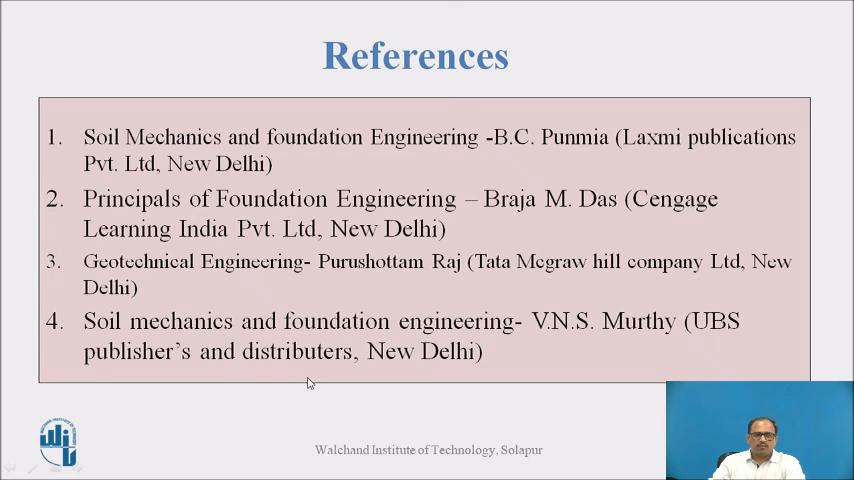 References
1. Soil Mechanics and foundation Engineering -B.C. Punmia (Laxmi publications
Pvt. Ltd, New Delhi)
2. Principals of Foundation Engineering – Braja M. Das (Cengage
Learning India Pvt. Ltd, New Delhi)
3. Geotechnical Engineering- Purushottam Raj (Tata Mcgraw hill company Ltd, New
Delhi)
4. Soil mechanics and foundation engineering- V.N.S. Murthy (UBS
publisher's and distributers, New Delhi)
Walchand Institute of Technology, Solapur